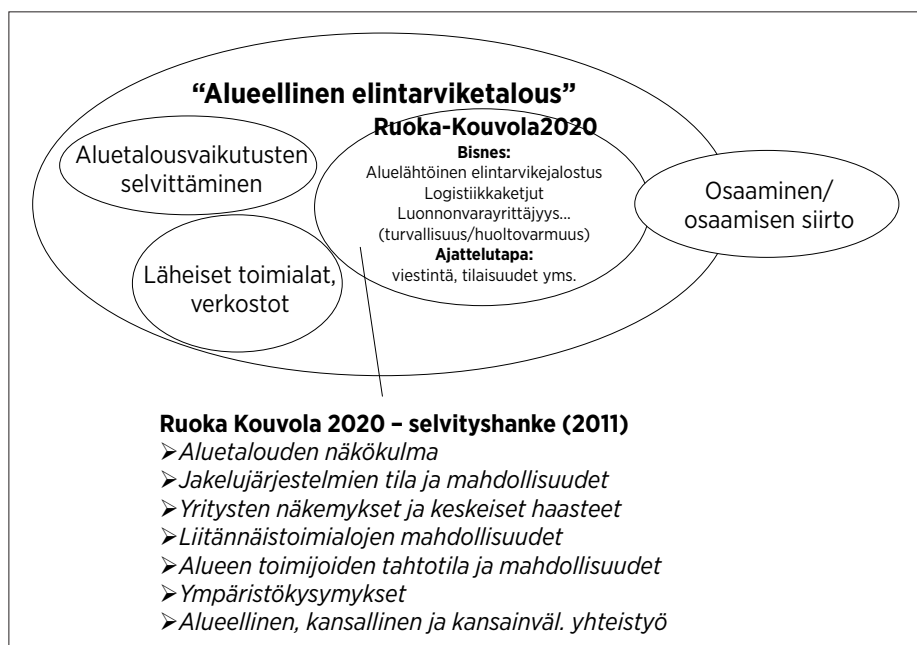 “Alueellinen elintarviketalous”
Ruoka-Kouvola2020
Bisnes:
Aluelähtöinen elintarvikejalostus
Logistiikkaketjut
Luonnonvarayrittäjyys...
(turvallisuus/huoltovarmuus)
Ajattelutapa:
viestintä, tilaisuudet yms.
Aluetalousvaikutusten
selvittäminen
Läheiset toimialat,
verkostot
Osaaminen/
osaamisen siirto
Ruoka Kouvola 2020 – selvityshanke (2011)
➢Aluetalouden näkökulma
➢Jakelujärjestelmien tila ja mahdollisuudet
➢Yritysten näkemykset ja keskeiset haasteet
➢Liitännäistoimialojen mahdollisuudet
➢Alueen toimijoiden tahtotila ja mahdollisuudet
➢Ympäristökysymykset
➢Alueellinen, kansallinen ja kansainväl. yhteistyö